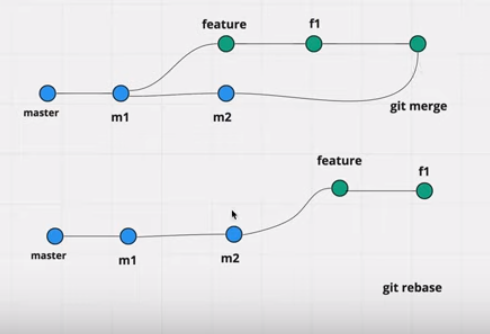 feature
f1
master
m1
m2
git merge
feature
f1
master
m1
m2
git rebase